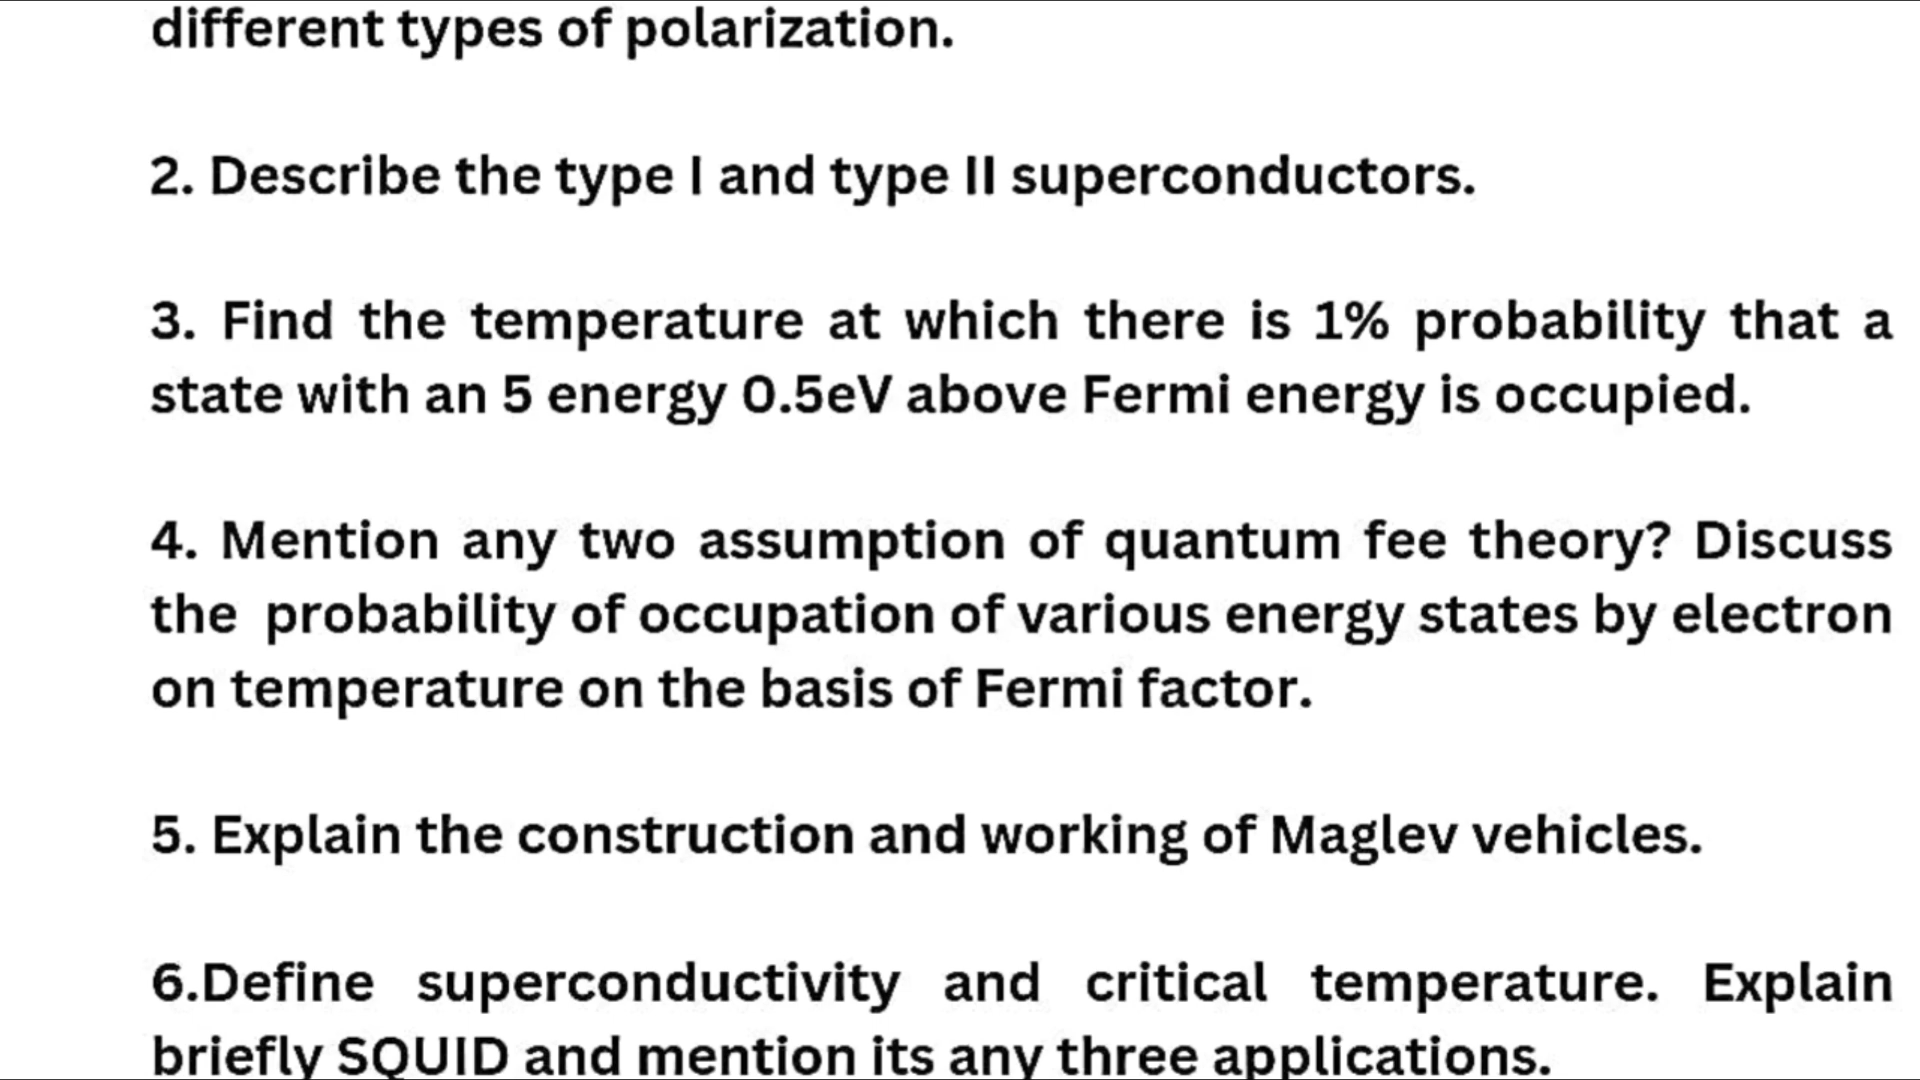 different types of polarization.
2. Describe the type I and type II superconductors.
3. Find the temperature at which there is 1% probability that a
state with an 5 energy 0.5eV above Fermi energy is occupied.
4. Mention any two assumption of quantum fee theory? Discuss
the probability of occupation of various energy states by electron
on temperature on the basis of Fermi factor.
5. Explain the construction and working of Maglev vehicles.
6.Define superconductivity and critical temperature. Explain
briefly SQUID and mention its any three applications.